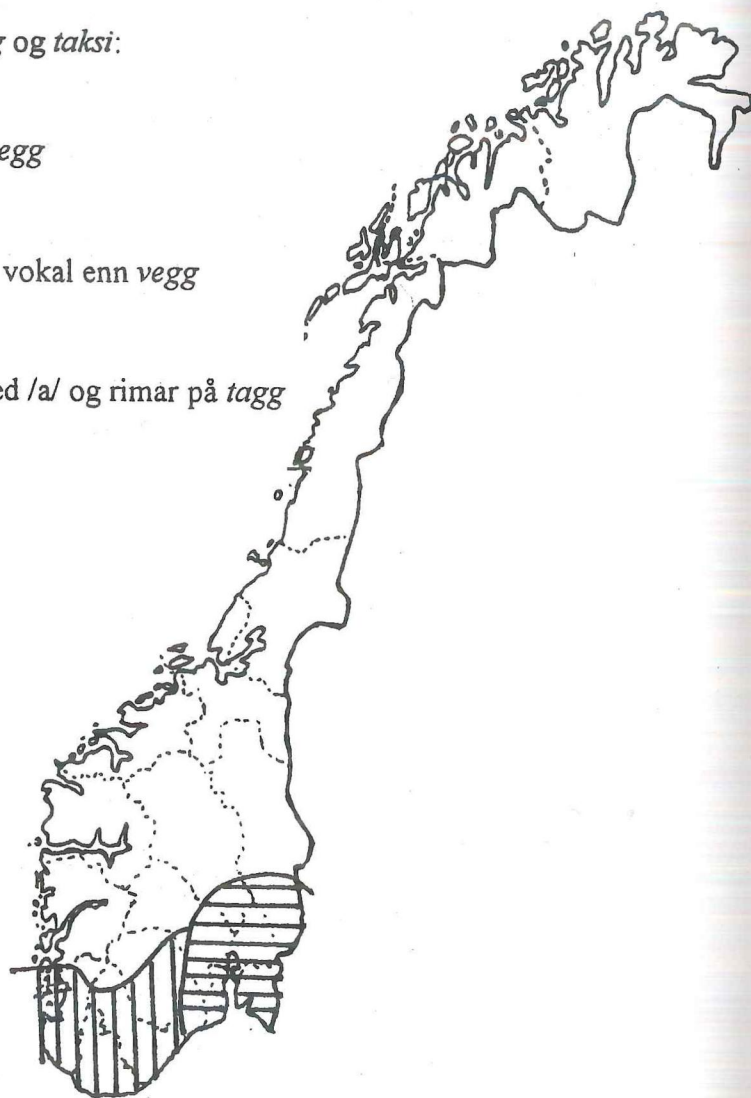 og taksi:
egg
vokal enn vegg
ed /a/ og rimar på tagg